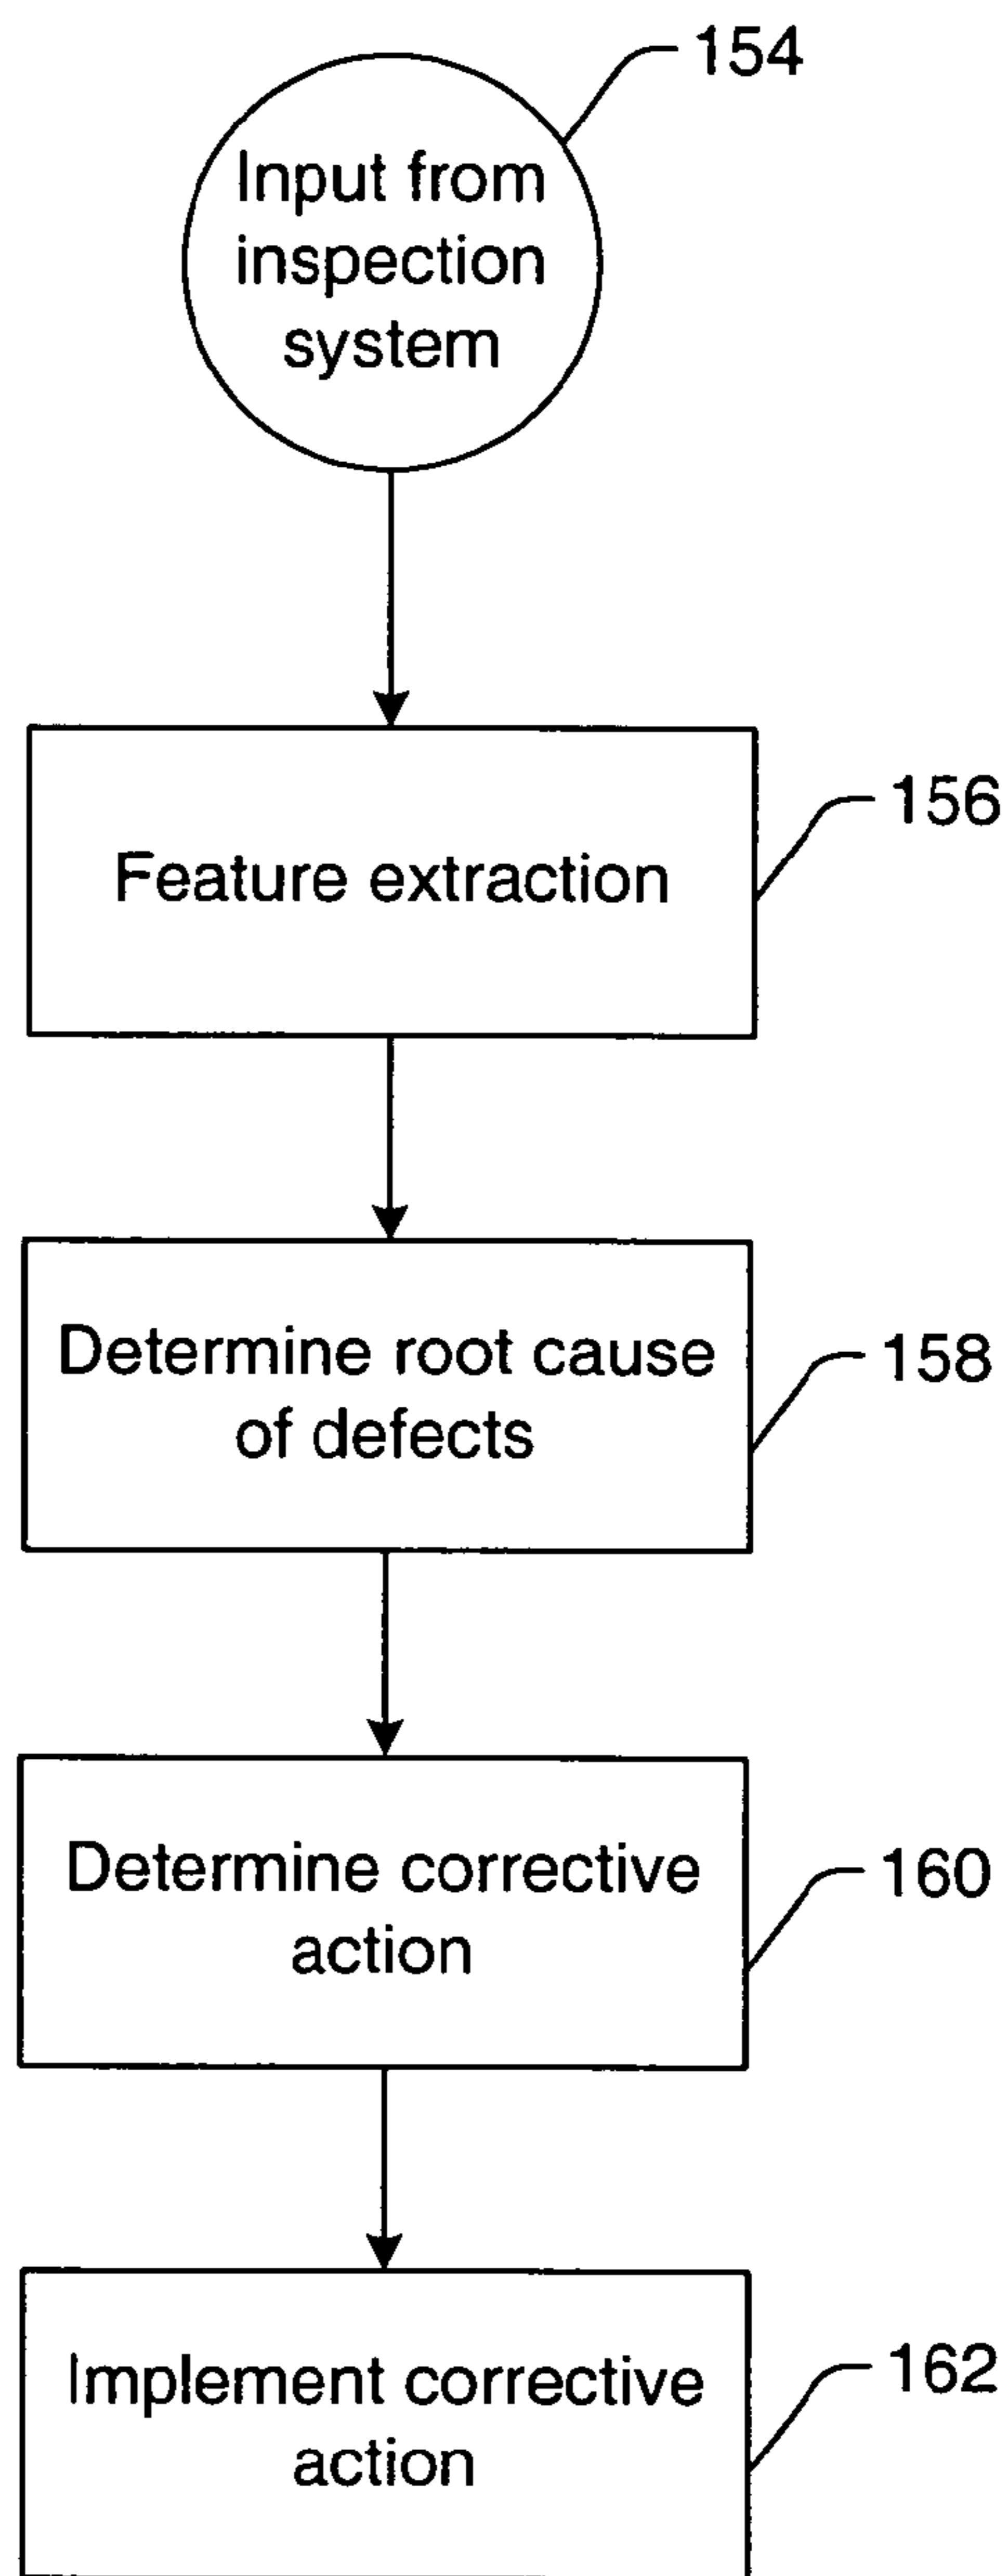 154
Input from
inspection
system
156
Feature extraction
158
Determine root cause
of defects
160
Determine corrective
action
162
Implement corrective
action